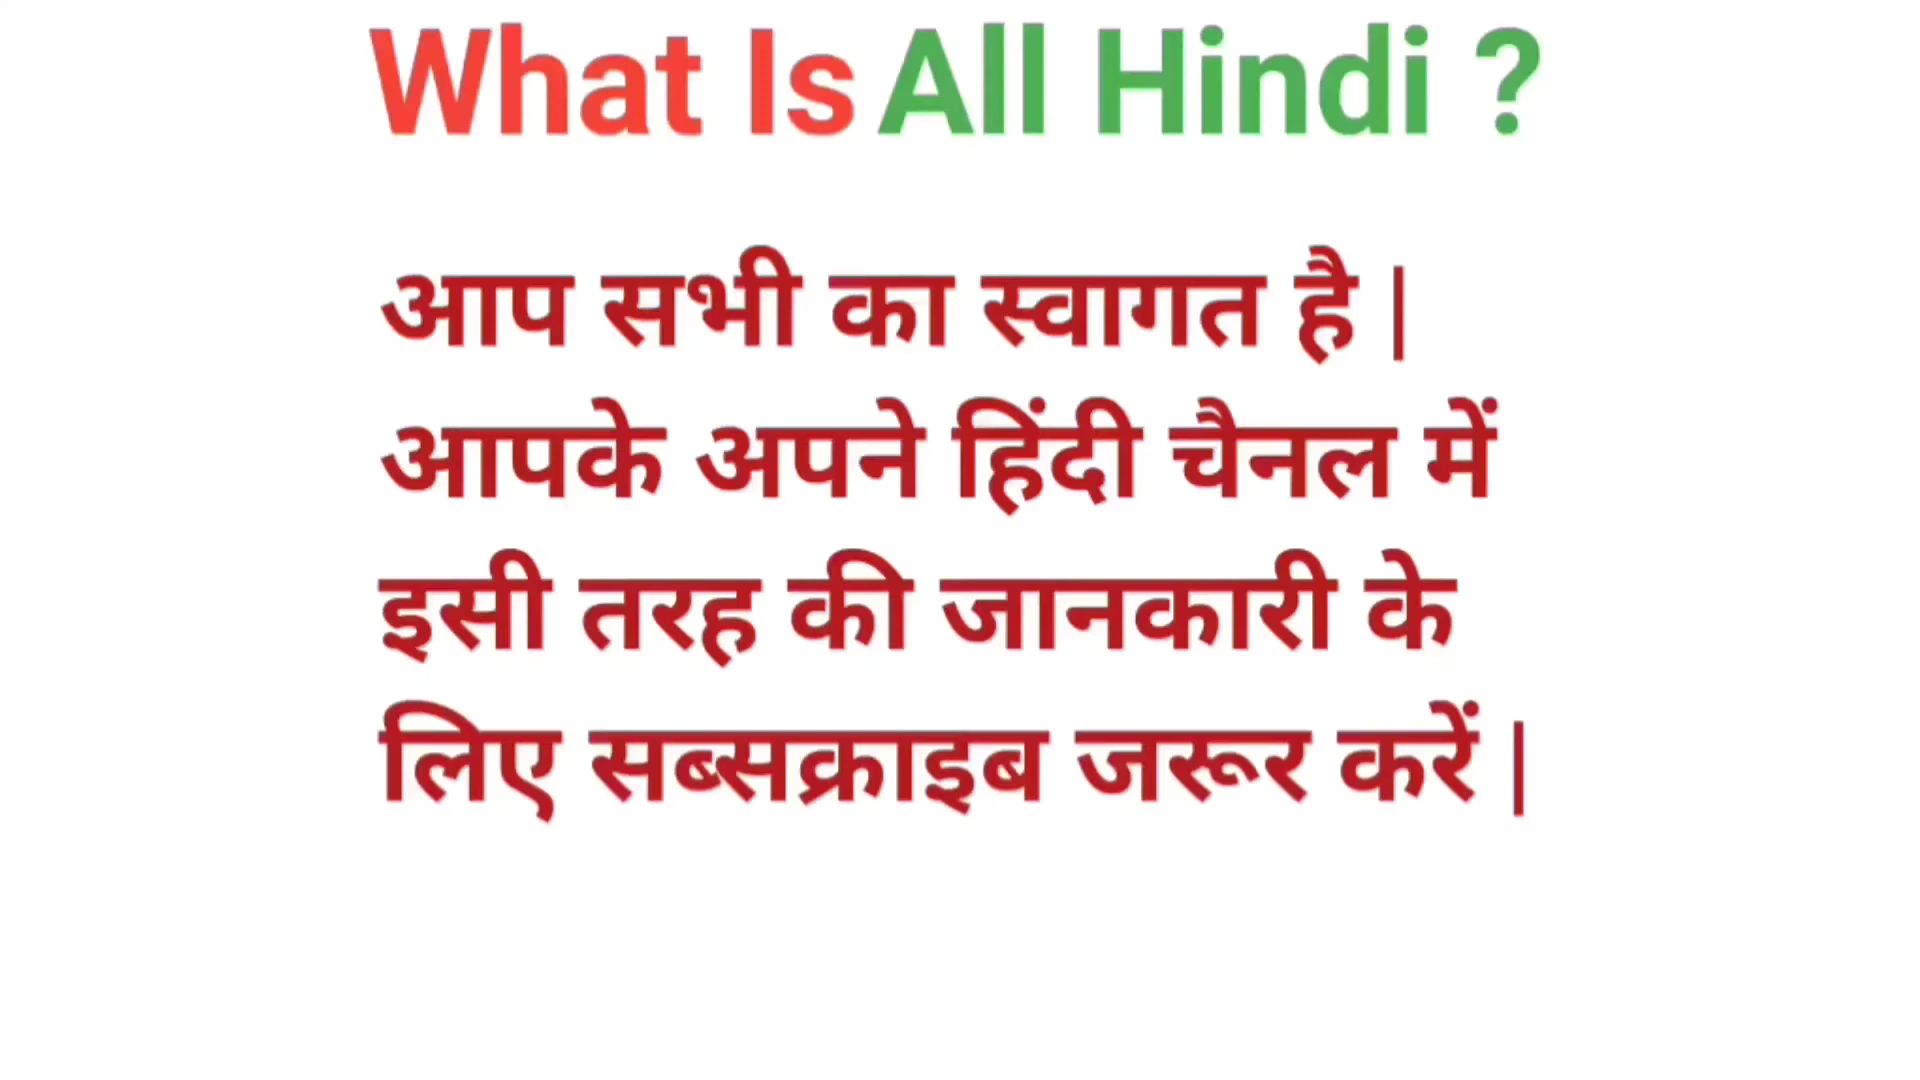 What Is All Hindi ?
आप सभी का स्वागत है |
आपके अपने हिंदी चैनल में
इसी तरह की जानकारी के
लिए सब्सक्राइब जरूर करें |